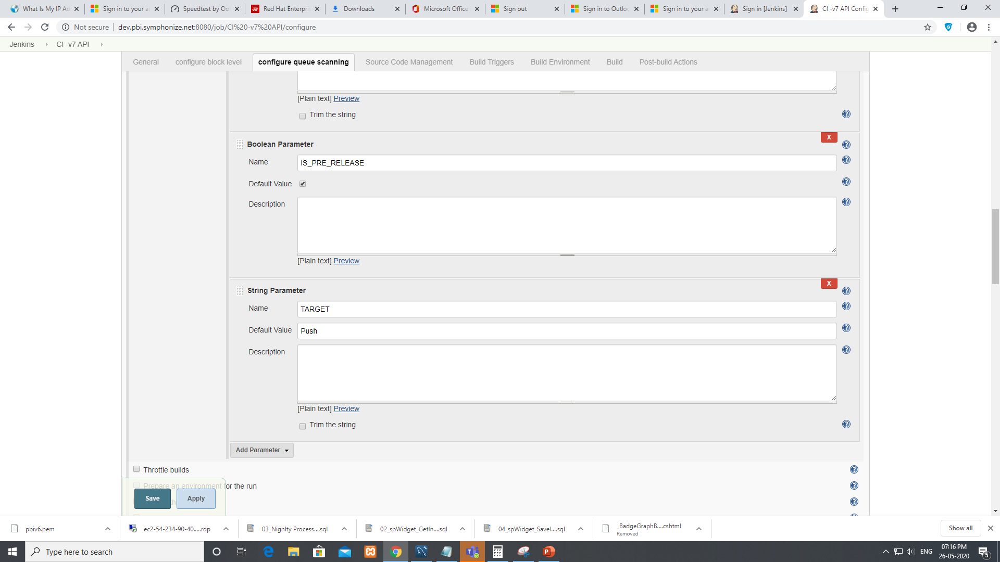 What Is My IP Ad
Sign in to your a
Speedtest by Oo
Red Hat Enterpri
Downloads
Microsoft Office
Sign out
Sign in to Outloo
Sign in to your a
Sign in [Jenkins]
CI -v7 API Config
Not secure
dev.pbi.symphonize.net:8080/job/CI%20-v7%20API/configure
Jenkins
CI -v7 API
General
configure block level
configure queue scanning
Source Code Management
Build Triggers
Build Environment
Build
Post-build Actions
[Plain text] Preview
Trim the string
X
Boolean Parameter
Name
IS_PRE_RELEASE
Default Value
Description
[Plain text] Preview
X
String Parameter
Name
TARGET
Default Value
Push
Description
[Plain text] Preview
Trim the string
Add Parameter
Throttle builds
Prepare an environment for the run
Save
Apply
pbiv6.pem
ec2-54-234-90-40.....rdp
03_Nighlty Process....sql
02_spWidget_GetIn....sql
04_spWidget_SaveI....sql
_BadgeGraphB....cshtml
Removed
Show all
Type here to search
ENG
07:16 PM
26-05-2020
5